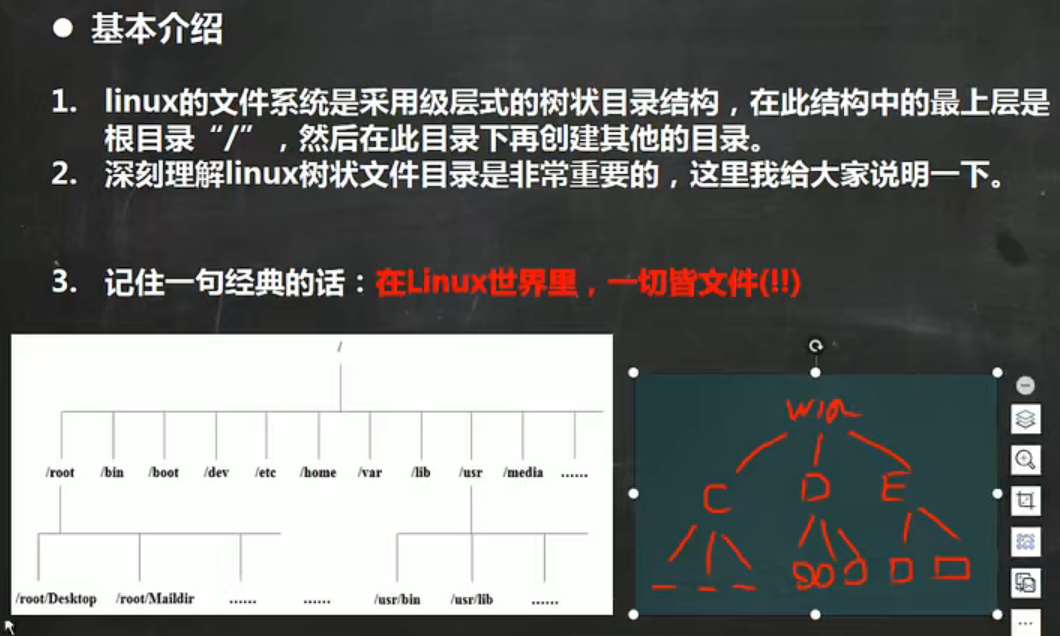 ● 基本介绍
1. linux的文件系统是采用级层式的树状目录结构，在此结构中的最上层是
根目录“/”，然后在此目录下再创建其他的目录。
2. 深刻理解linux树状文件目录是非常重要的，这里我给大家说明一下。
3. 记住一句经典的话：在Linux世界里，一切皆文件(!!)
/
/root /bin /boot /dev /etc /home /var /lib /usr /media ......
/root/Desktop /root/Maildir ...... ...... /usr/bin /usr/lib ......
win
C D E